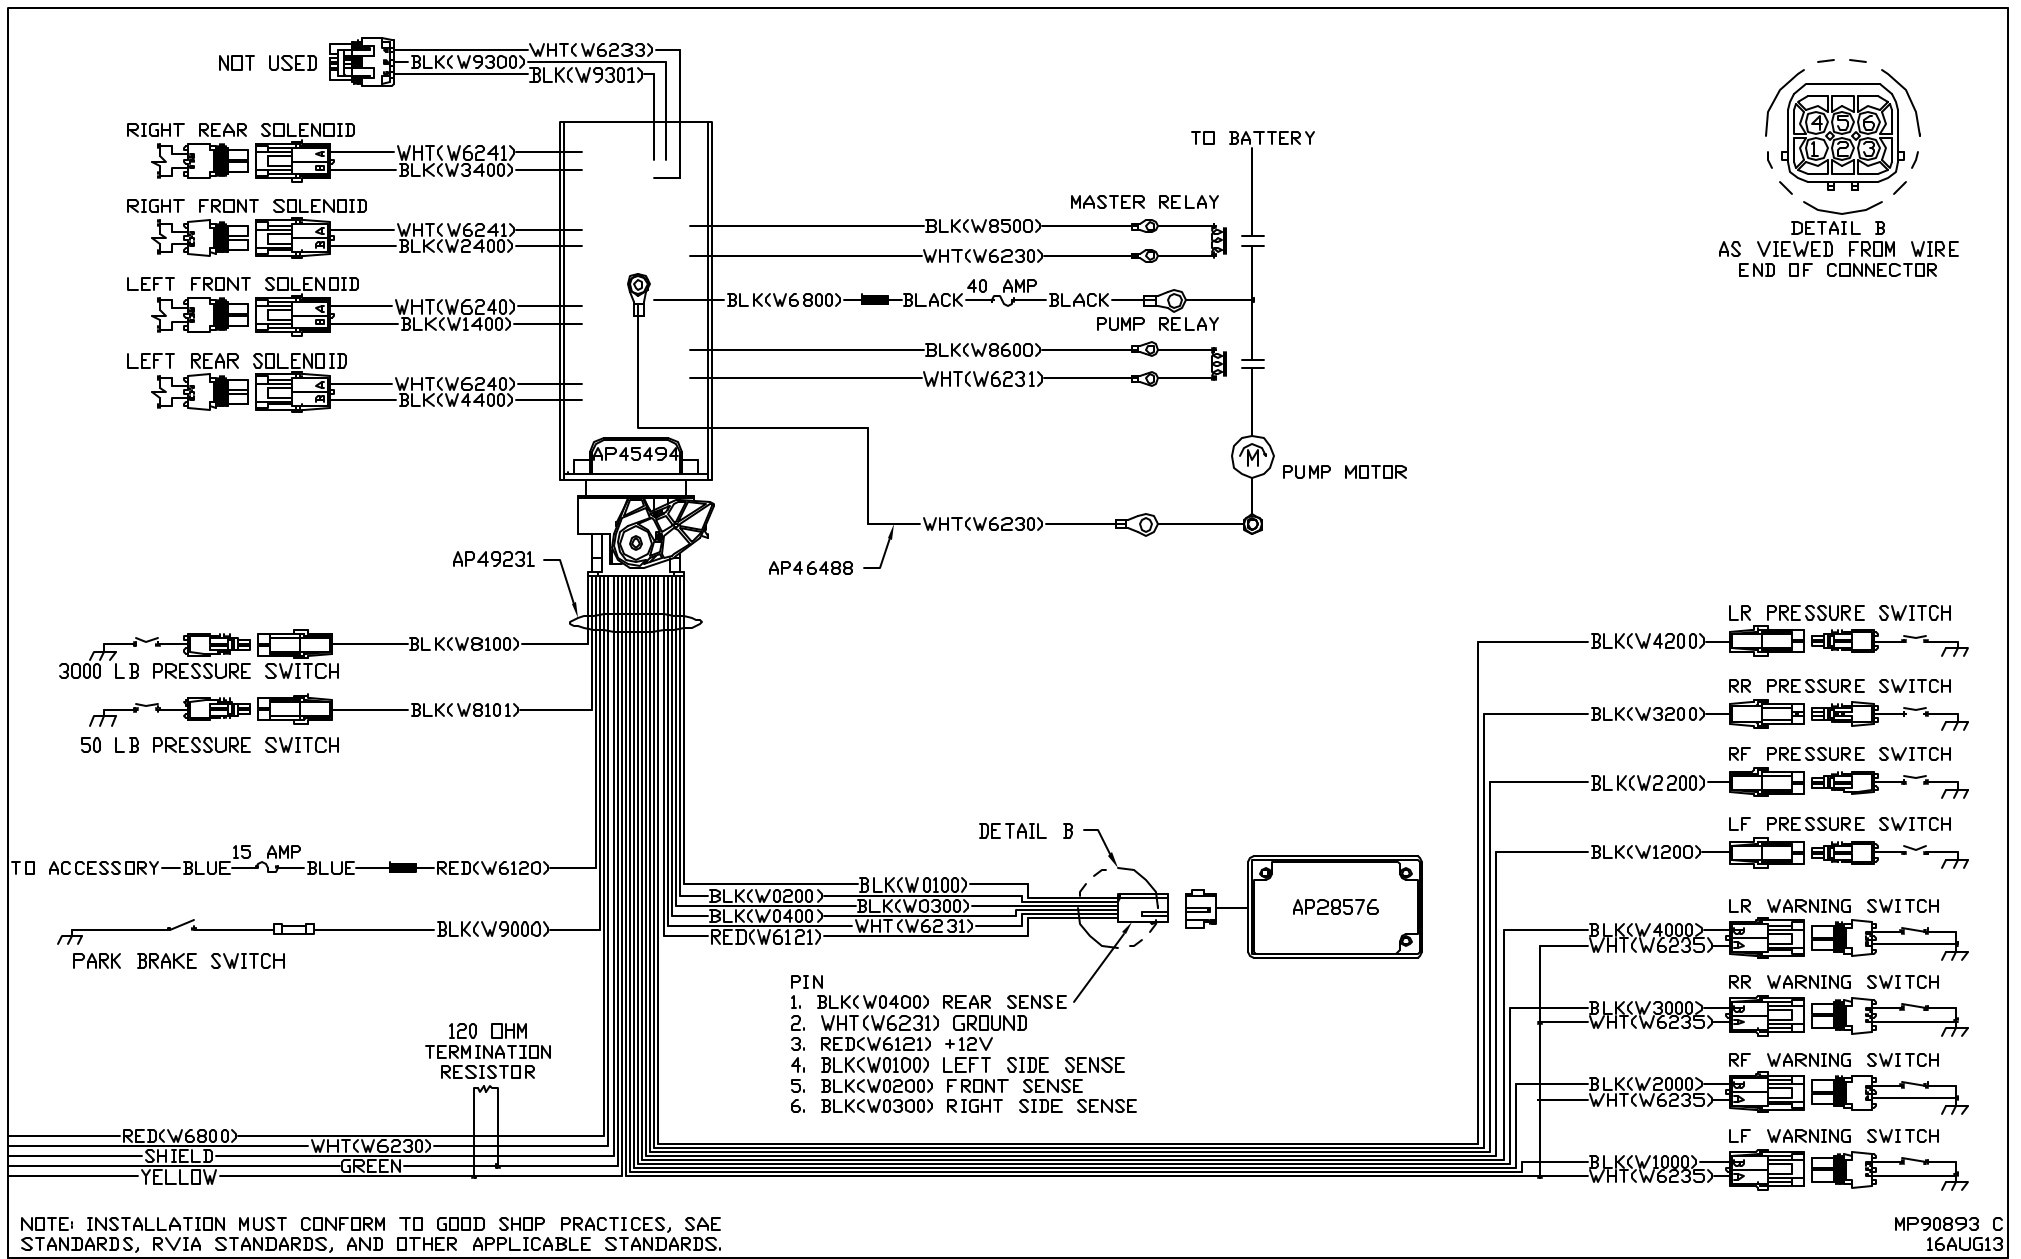 NOT USED
WHT(W6233)
BLK(W9300)
BLK(W9301)
RIGHT REAR SOLENOID
WHT(W6241)
BLK(W3400)
A
B
RIGHT FRONT SOLENOID
WHT(W6241)
BLK(W2400)
A
B
LEFT FRONT SOLENOID
WHT(W6240)
BLK(W1400)
A
B
LEFT REAR SOLENOID
WHT(W6240)
BLK(W4400)
A
B
AP45494
TO BATTERY
MASTER RELAY
BLK(W8500)
WHT(W6230)
BLK(W6800)
BLACK
40 AMP
BLACK
PUMP RELAY
BLK(W8600)
WHT(W6231)
M
PUMP MOTOR
WHT(W6230)
AP46488
4 5 6
1 2 3
DETAIL B
AS VIEWED FROM WIRE
END OF CONNECTOR
AP49231
BLK(W8100)
3000 LB PRESSURE SWITCH
BLK(W8101)
50 LB PRESSURE SWITCH
TO ACCESSORY
BLUE
15 AMP
BLUE
RED(W6120)
BLK(W9000)
PARK BRAKE SWITCH
120 OHM
TERMINATION
RESISTOR
RED(W6800)
WHT(W6230)
SHIELD
GREEN
YELLOW
DETAIL B
BLK(W0100)
BLK(W0200)
BLK(W0300)
BLK(W0400)
WHT(W6231)
RED(W6121)
AP28576
PIN
1. BLK(W0400) REAR SENSE
2. WHT(W6231) GROUND
3. RED(W6121) +12V
4. BLK(W0100) LEFT SIDE SENSE
5. BLK(W0200) FRONT SENSE
6. BLK(W0300) RIGHT SIDE SENSE
LR PRESSURE SWITCH
BLK(W4200)
RR PRESSURE SWITCH
BLK(W3200)
RF PRESSURE SWITCH
BLK(W2200)
LF PRESSURE SWITCH
BLK(W1200)
LR WARNING SWITCH
BLK(W4000)
WHT(W6235)
B
A
RR WARNING SWITCH
BLK(W3000)
WHT(W6235)
B
A
RF WARNING SWITCH
BLK(W2000)
WHT(W6235)
B
A
LF WARNING SWITCH
BLK(W1000)
WHT(W6235)
B
A
NOTE: INSTALLATION MUST CONFORM TO GOOD SHOP PRACTICES, SAE
STANDARDS, RVIA STANDARDS, AND OTHER APPLICABLE STANDARDS.
MP90893 C
16AUG13